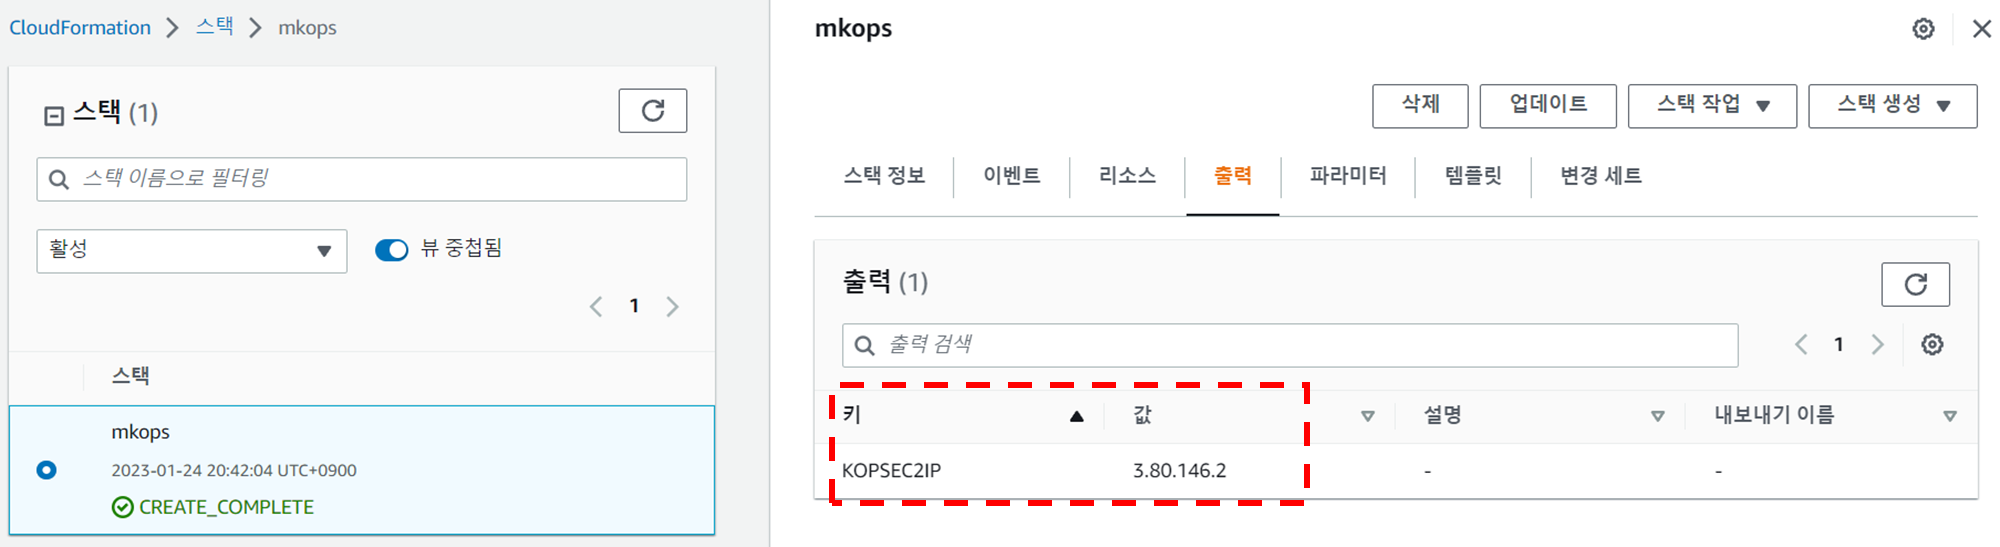 CloudFormation > 스택 > mkops
스택 (1)
스택 이름으로 필터링
활성
뷰 중첩됨
1
스택
mkops
2023-01-24 20:42:04 UTC+0900
CREATE_COMPLETE
mkops
삭제 업데이트 스택 작업 스택 생성
스택 정보 이벤트 리소스 출력 파라미터 템플릿 변경 세트
출력 (1)
출력 검색
1
키 값 설명 내보내기 이름
KOPSEC2IP 3.80.146.2 - -